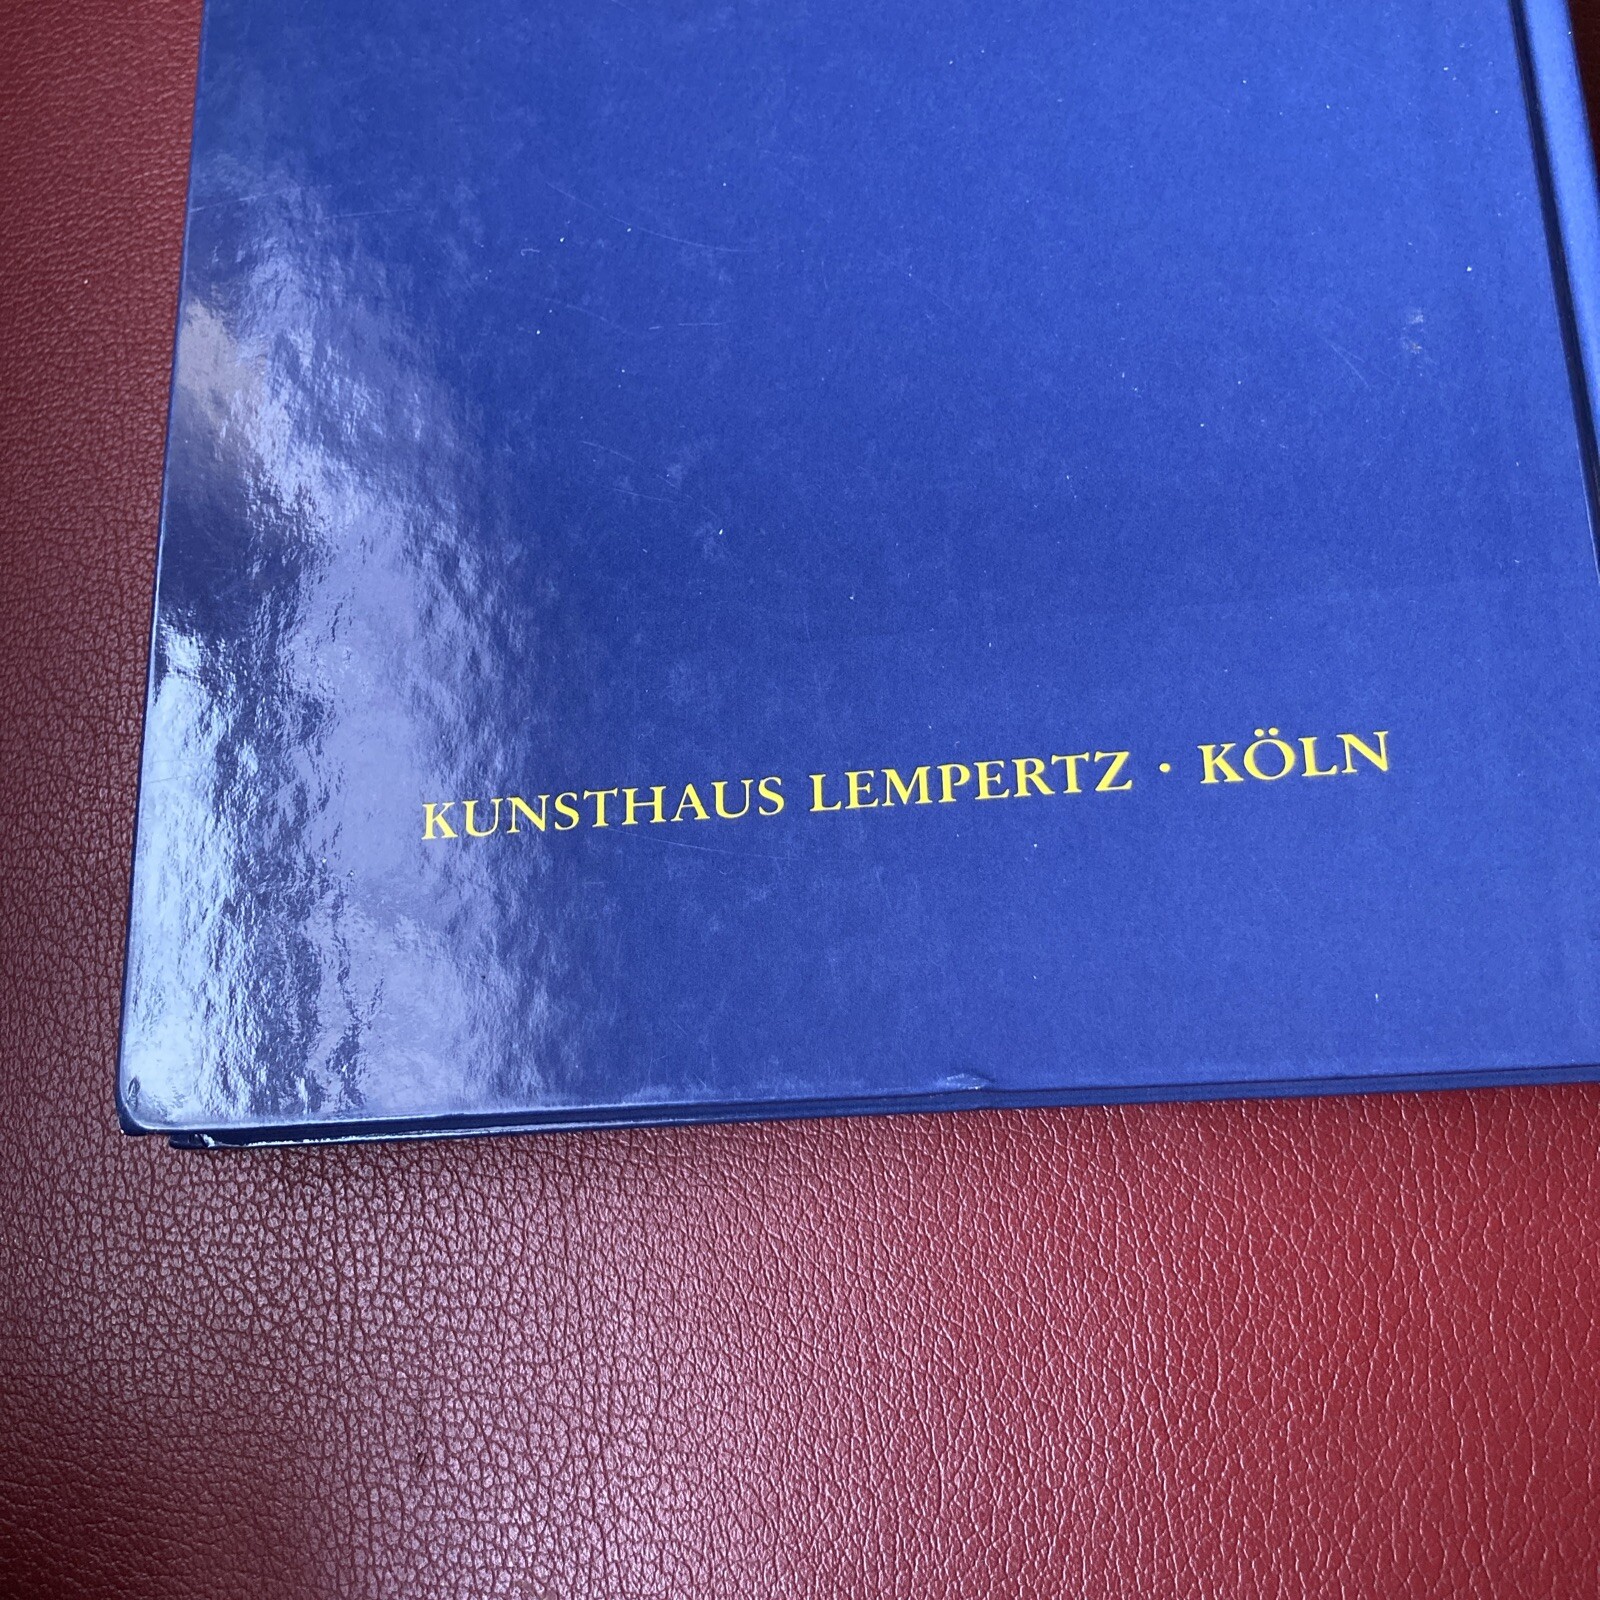 KUNSTHAUS LEMPERTZ · KÖLN